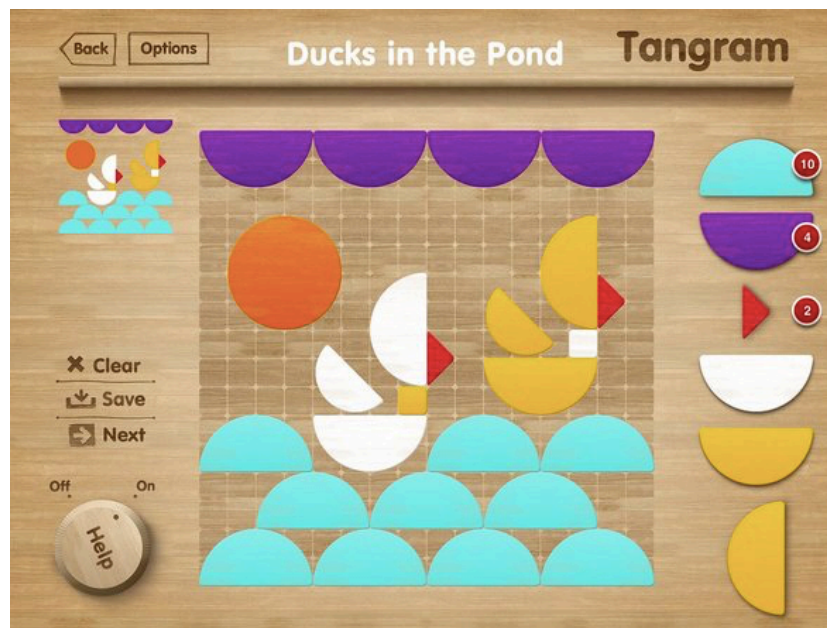 Back
Options
Ducks in the Pond
Tangram
10
4
2
Clear
Save
Next
Off
On
Help